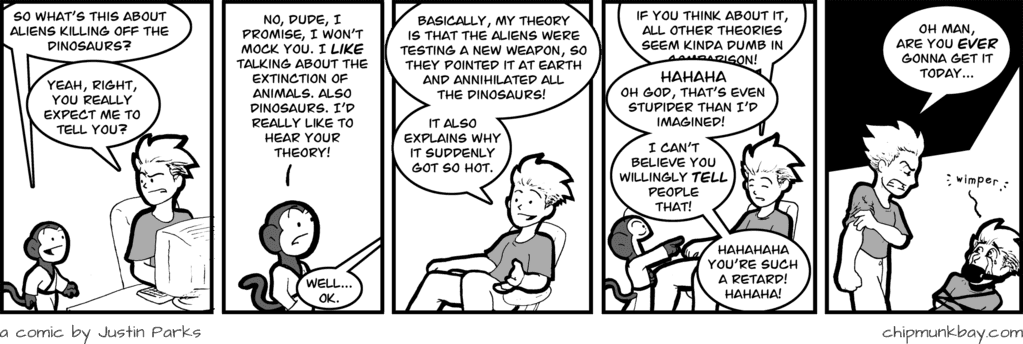 SO WHAT'S THIS ABOUT
ALIENS KILLING OFF THE
DINOSAURS?
YEAH, RIGHT,
YOU REALLY
EXPECT ME TO
TELL YOU?
NO, DUDE, I
PROMISE, I WON'T
MOCK YOU. I LIKE
TALKING ABOUT THE
EXTINCTION OF
ANIMALS. ALSO
DINOSAURS. I'D
REALLY LIKE TO
HEAR YOUR
THEORY!
WELL...
OK.
BASICALLY, MY THEORY
IS THAT THE ALIENS WERE
TESTING A NEW WEAPON, SO
THEY POINTED IT AT EARTH
AND ANNIHILATED ALL
THE DINOSAURS!
IT ALSO
EXPLAINS WHY
IT SUDDENLY
GOT SO HOT.
IF YOU THINK ABOUT IT,
ALL OTHER THEORIES
SEEM KINDA DUMB IN
COMPARISON!
HAHAHA
OH GOD, THAT'S EVEN
STUPIDER THAN I'D
IMAGINED!
I CAN'T
BELIEVE YOU
WILLINGLY TELL
PEOPLE
THAT!
HAHAHAHA
YOU'RE SUCH
A RETARD!
HAHAHA!
OH MAN,
ARE YOU EVER
GONNA GET IT
TODAY...
wimper
a comic by Justin Parks
chipmunkbay.com